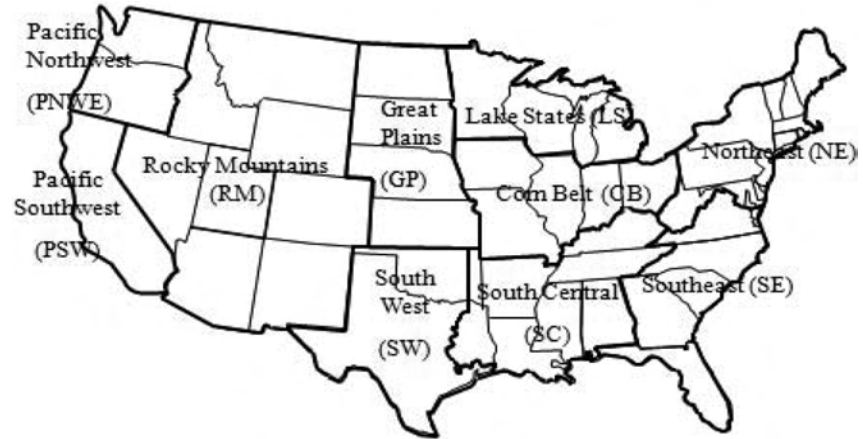 Pacific
Northwest
(PNWE)
Pacific
Southwest
(PSW)
Rocky Mountains
(RM)
Great
Plains
(GP)
Lake States (LS)
Corn Belt (CB)
Northeast (NE)
South
West
(SW)
South Central
(SC)
Southeast (SE)